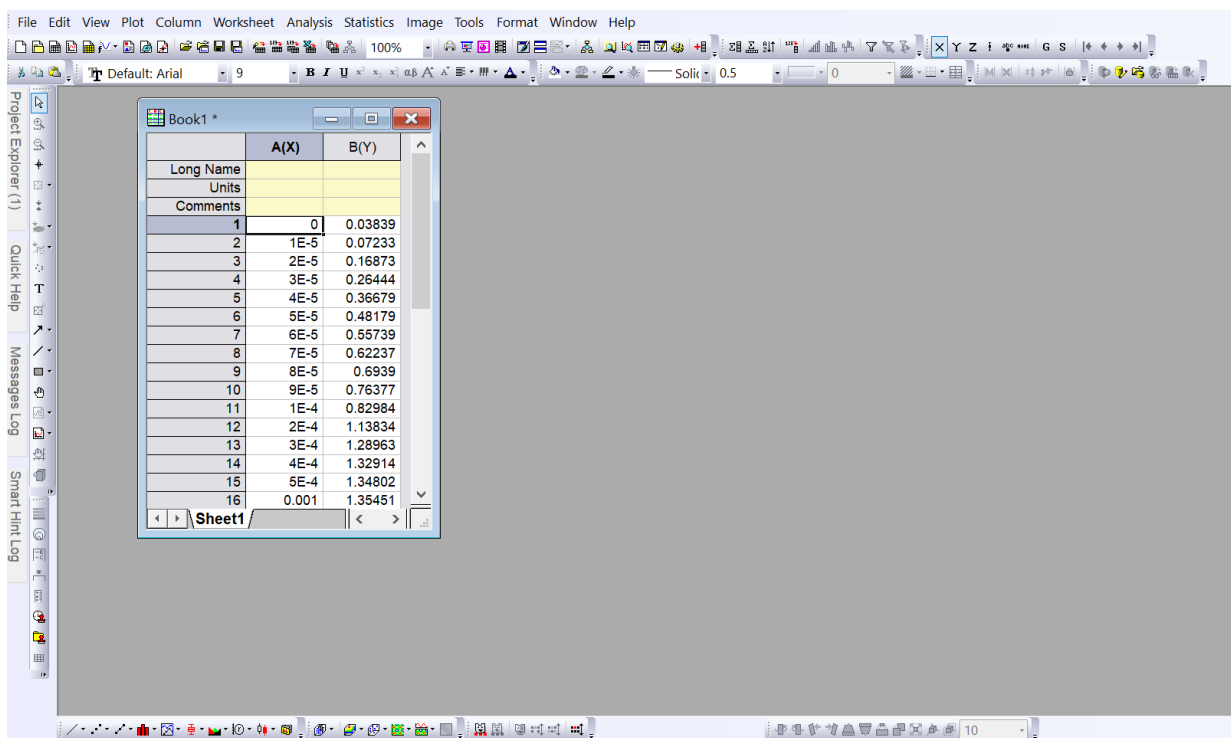 File Edit View Plot Column Worksheet Analysis Statistics Image Tools Format Window Help
100%
X Y Z G S
Default: Arial 9 B I U αβ A A Solic 0.5 0
Project Explorer (1)
Quick Help
Messages Log
Smart Hint Log
T
Book1 *
A(X) B(Y)
Long Name
Units
Comments
1 0 0.03839
2 1E-5 0.07233
3 2E-5 0.16873
4 3E-5 0.26444
5 4E-5 0.36679
6 5E-5 0.48179
7 6E-5 0.55739
8 7E-5 0.62237
9 8E-5 0.6939
10 9E-5 0.76377
11 1E-4 0.82984
12 2E-4 1.13834
13 3E-4 1.28963
14 4E-4 1.32914
15 5E-4 1.34802
16 0.001 1.35451
Sheet1
10